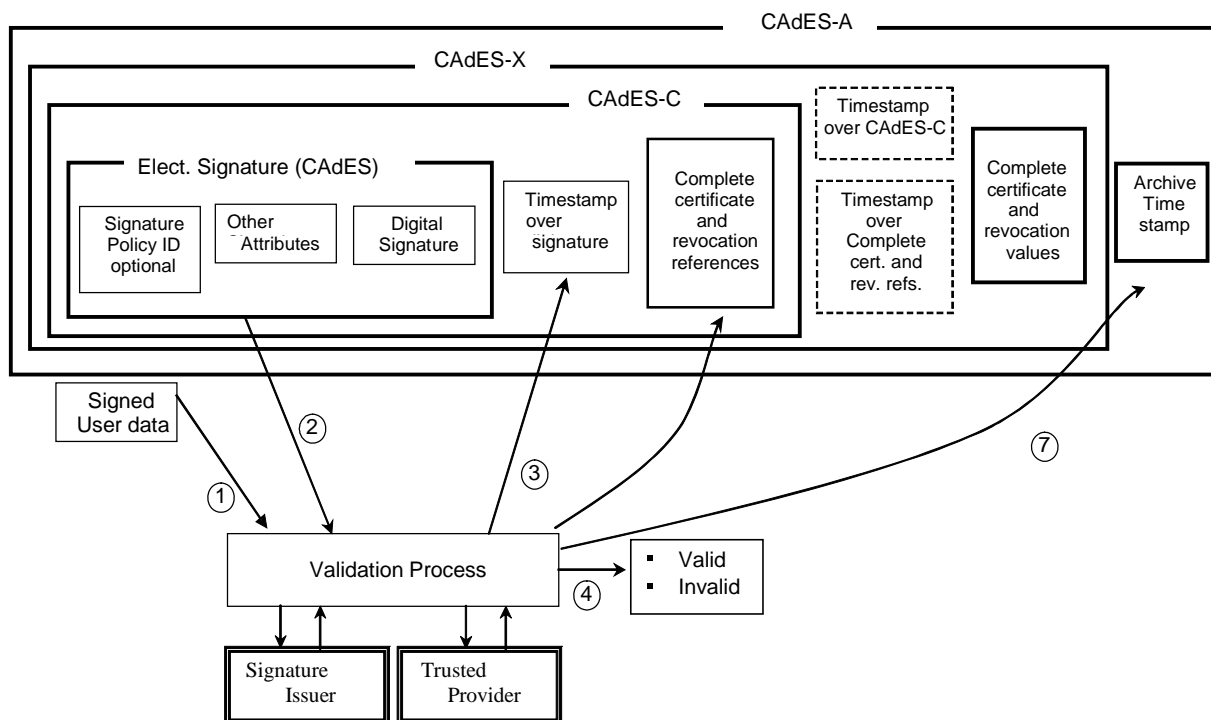 CAdES-A
CAdES-X
CAdES-C
Elect. Signature (CAdES)
Signature
Policy ID
optional
Other
Attributes
Digital
Signature
Timestamp
over
signature
Complete
certificate
and
revocation
references
Timestamp
over CAdES-C
Timestamp
over
Complete
cert. and
rev. refs.
Complete
certificate
and
revocation
values
Archive
Time
stamp
Signed
User data
1
2
3
7
Validation Process
4
▪ Valid
▪ Invalid
Signature
Issuer
Trusted
Provider